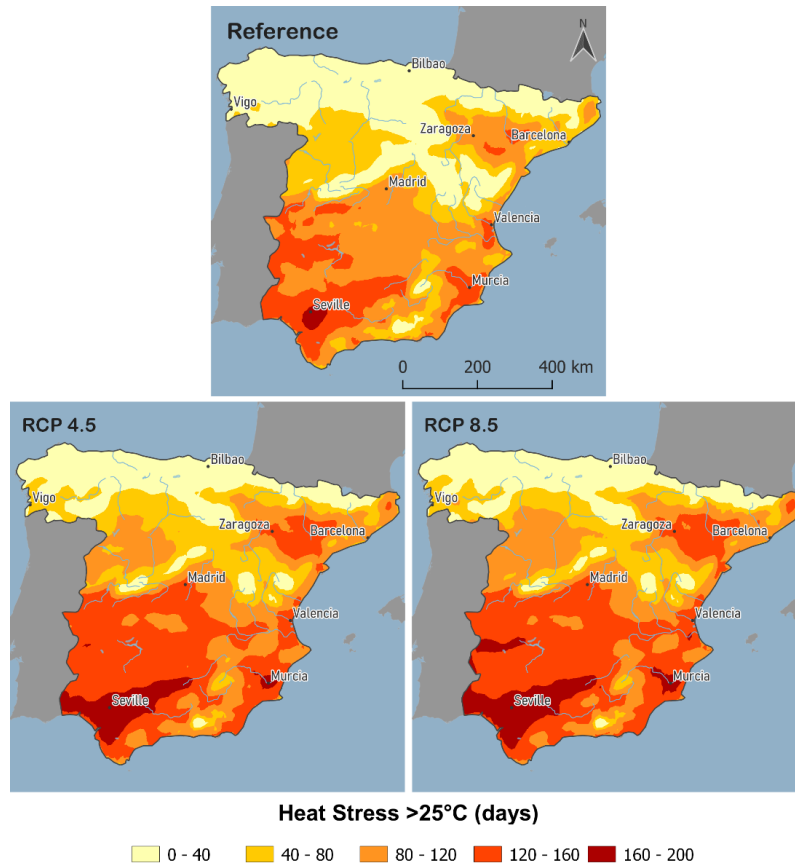 Reference
N
Bilbao
Vigo
Zaragoza
Barcelona
Madrid
Valencia
Murcia
Seville
0 200 400 km
RCP 4.5
Bilbao
Vigo
Zaragoza
Barcelona
Madrid
Valencia
Murcia
Seville
RCP 8.5
Bilbao
Vigo
Zaragoza
Barcelona
Madrid
Valencia
Murcia
Seville
Heat Stress >25°C (days)
0 - 40 40 - 80 80 - 120 120 - 160 160 - 200